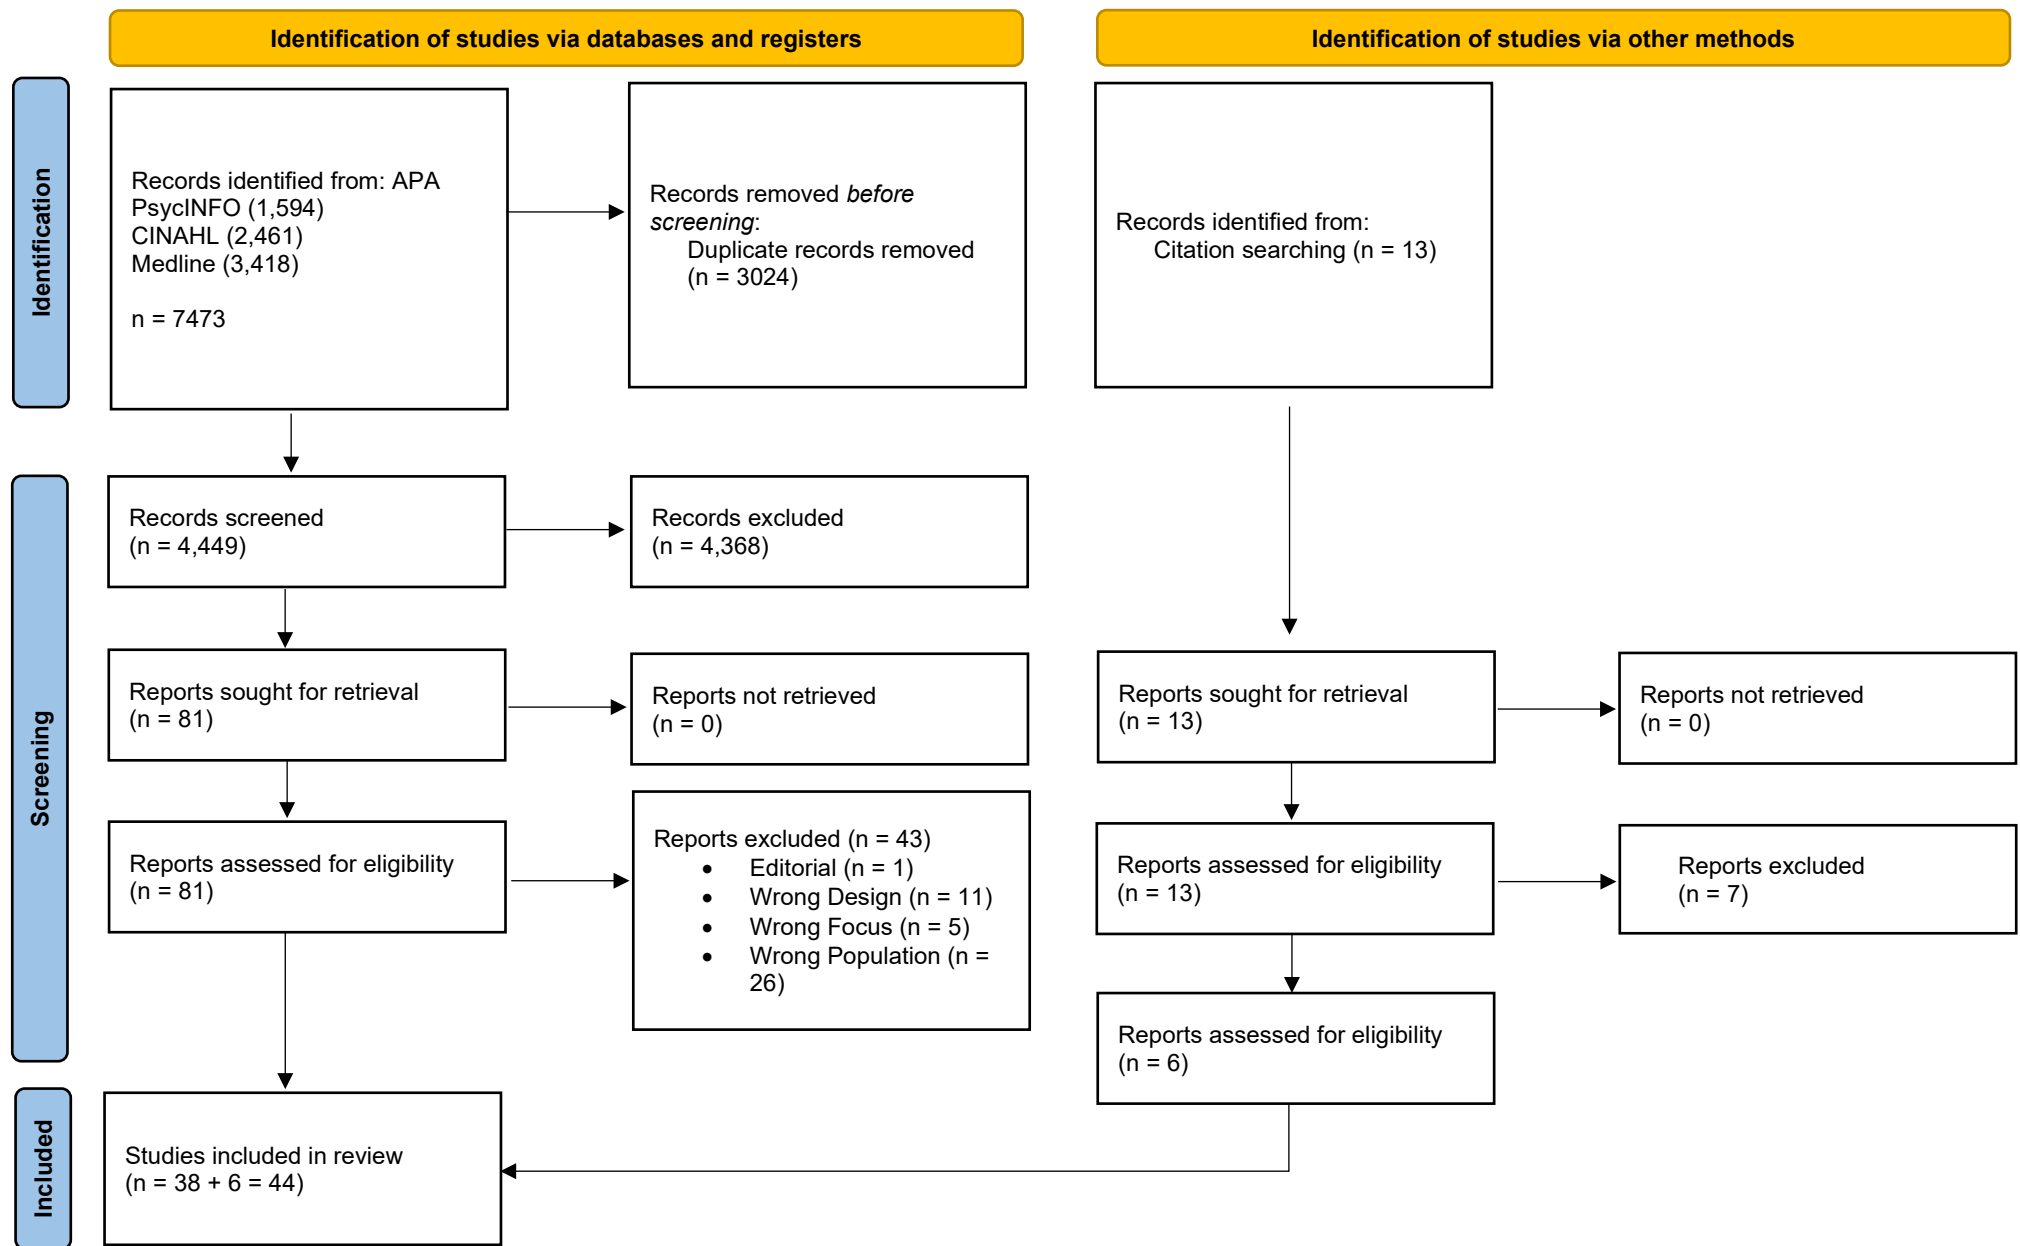 Identification of studies via databases and registers
Identification of studies via other methods
Identification
Records identified from: APA
PsycINFO (1,594)
CINAHL (2,461)
Medline (3,418)
n = 7473
Records removed before
screening:
Duplicate records removed
(n = 3024)
Records identified from:
Citation searching (n = 13)
Screening
Records screened
(n = 4,449)
Records excluded
(n = 4,368)
Reports sought for retrieval
(n = 81)
Reports not retrieved
(n = 0)
Reports sought for retrieval
(n = 13)
Reports not retrieved
(n = 0)
Reports assessed for eligibility
(n = 81)
Reports excluded (n = 43)
• Editorial (n = 1)
• Wrong Design (n = 11)
• Wrong Focus (n = 5)
• Wrong Population (n =
26)
Reports assessed for eligibility
(n = 13)
Reports excluded
(n = 7)
Reports assessed for eligibility
(n = 6)
Included
Studies included in review
(n = 38 + 6 = 44)